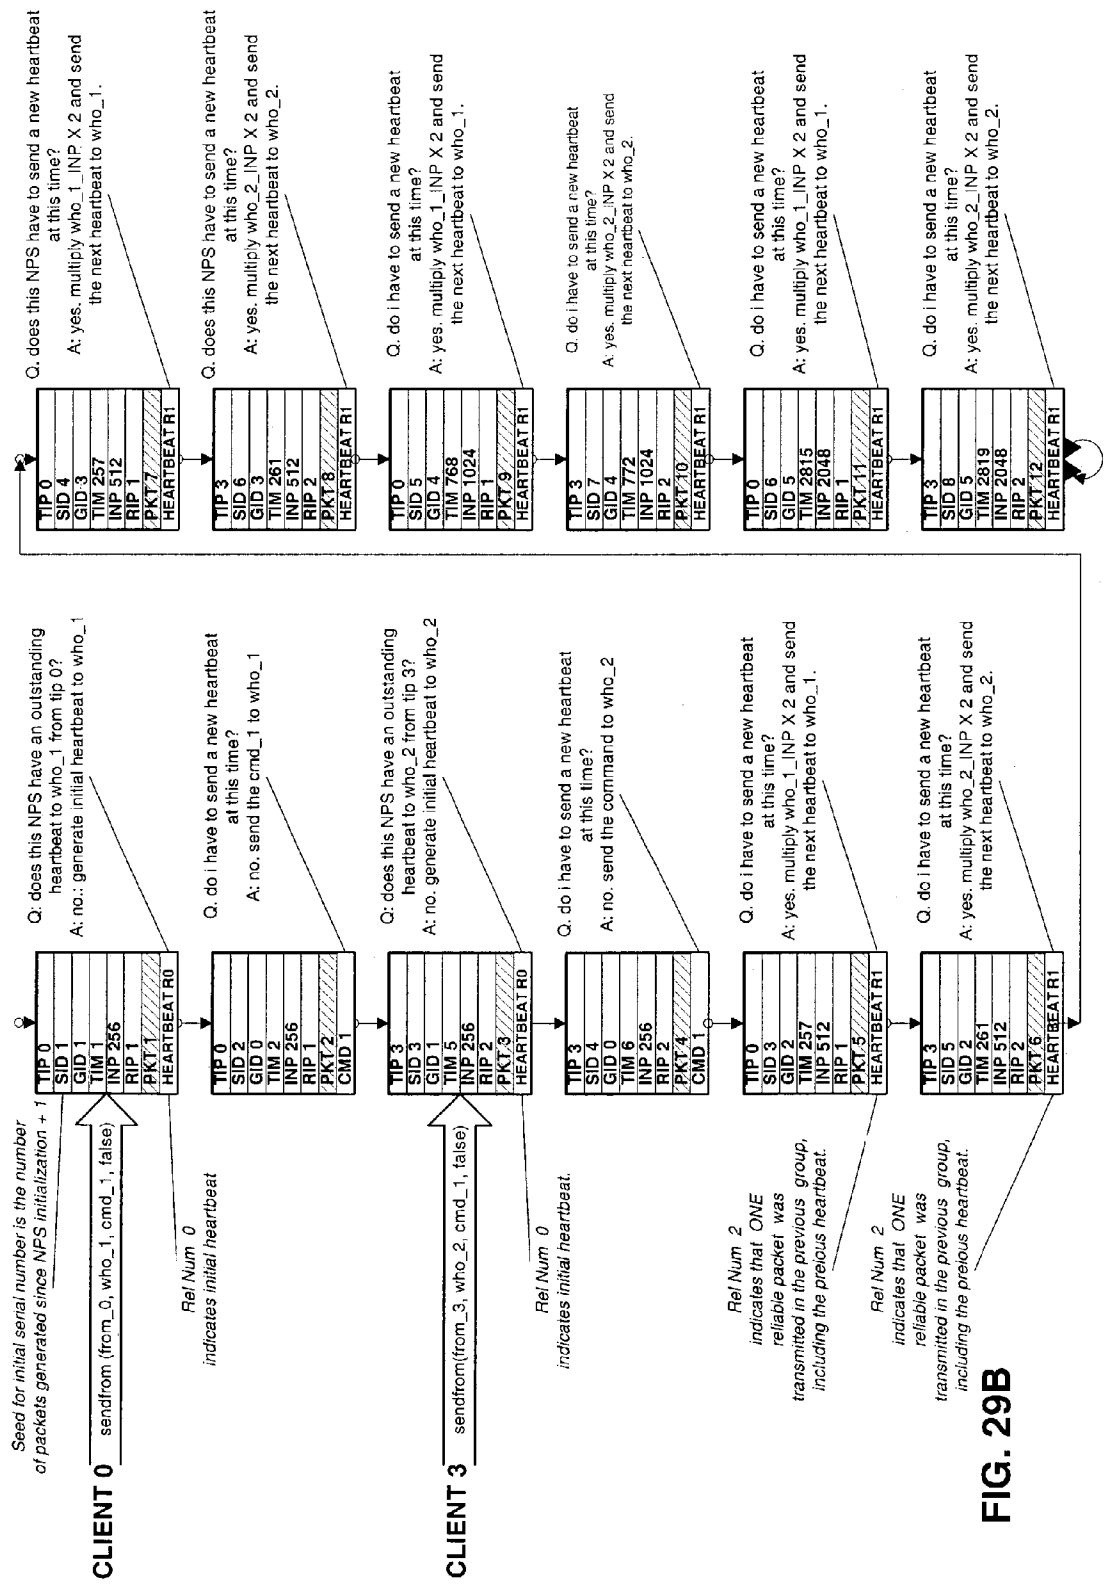 Seed for initial serial number is the number
of packets generated since NPS initialization + 1
CLIENT 0
sendfrom (from_0, who_1, cmd_1, false)
TIP 0
SID 1
GID 1
TIM 1
INP 256
RIP 1
PKT 1
HEARTBEAT R0
Q: does this NPS have an outstanding
heartbeat to who_1 from tip 0?
A: no.: generate initial heartbeat to who_1
Rel Num 0
indicates initial heartbeat
TIP 0
SID 2
GID 0
TIM 2
INP 256
RIP 1
PKT 2
CMD 1
Q. do i have to send a new heartbeat
at this time?
A: no. send the cmd_1 to who_1
CLIENT 3
sendfrom(from_3, who_2, cmd_1, false)
TIP 3
SID 3
GID 1
TIM 5
INP 256
RIP 2
PKT 3
HEARTBEAT R0
Q: does this NPS have an outstanding
heartbeat to who_2 from tip 3?
A: no. generate initial heartbeat to who_2
Rel Num 0
indicates initial heartbeat.
TIP 3
SID 4
GID 0
TIM 6
INP 256
RIP 2
PKT 4
CMD 1
Q. do i have to send a new heartbeat
at this time?
A: no. send the command to who_2
TIP 0
SID 3
GID 2
TIM 257
INP 512
RIP 1
PKT 5
HEARTBEAT R1
Q. do i have to send a new heartbeat
at this time?
A: yes. multiply who_1_INP X 2 and send
the next heartbeat to who_1.
Rel Num 2
indicates that ONE
reliable packet was
transmitted in the previous group,
including the preious heartbeat.
TIP 3
SID 5
GID 2
TIM 261
INP 512
RIP 2
PKT 6
HEARTBEAT R1
Q. do i have to send a new heartbeat
at this time?
A: yes. multiply who_2_INP X 2 and send
the next heartbeat to who_2.
Rel Num 2
indicates that ONE
reliable packet was
transmitted in the previous group,
including the preious heartbeat.
TIP 0
SID 4
GID 3
TIM 257
INP 512
RIP 1
PKT 7
HEARTBEAT R1
Q. does this NPS have to send a new heartbeat
at this time?
A: yes. multiply who_1_INP X 2 and send
the next heartbeat to who_1.
TIP 3
SID 6
GID 3
TIM 261
INP 512
RIP 2
PKT 8
HEARTBEAT R1
Q. does this NPS have to send a new heartbeat
at this time?
A: yes. multiply who_2_INP X 2 and send
the next heartbeat to who_2.
TIP 0
SID 5
GID 4
TIM 768
INP 1024
RIP 1
PKT 9
HEARTBEAT R1
Q. do i have to send a new heartbeat
at this time?
A: yes. multiply who_1_INP X 2 and send
the next heartbeat to who_1.
TIP 3
SID 7
GID 4
TIM 772
INP 1024
RIP 2
PKT 10
HEARTBEAT R1
Q. do i have to send a new heartbeat
at this time?
A: yes. multiply who_2_INP X 2 and send
the next heartbeat to who_2.
TIP 0
SID 6
GID 5
TIM 2815
INP 2048
RIP 1
PKT 11
HEARTBEAT R1
Q. do i have to send a new heartbeat
at this time?
A: yes. multiply who_1_INP X 2 and send
the next heartbeat to who_1.
TIP 3
SID 8
GID 5
TIM 2819
INP 2048
RIP 2
PKT 12
HEARTBEAT R1
Q. do i have to send a new heartbeat
at this time?
A: yes. multiply who_2_INP X 2 and send
the next heartbeat to who_2.
FIG. 29B